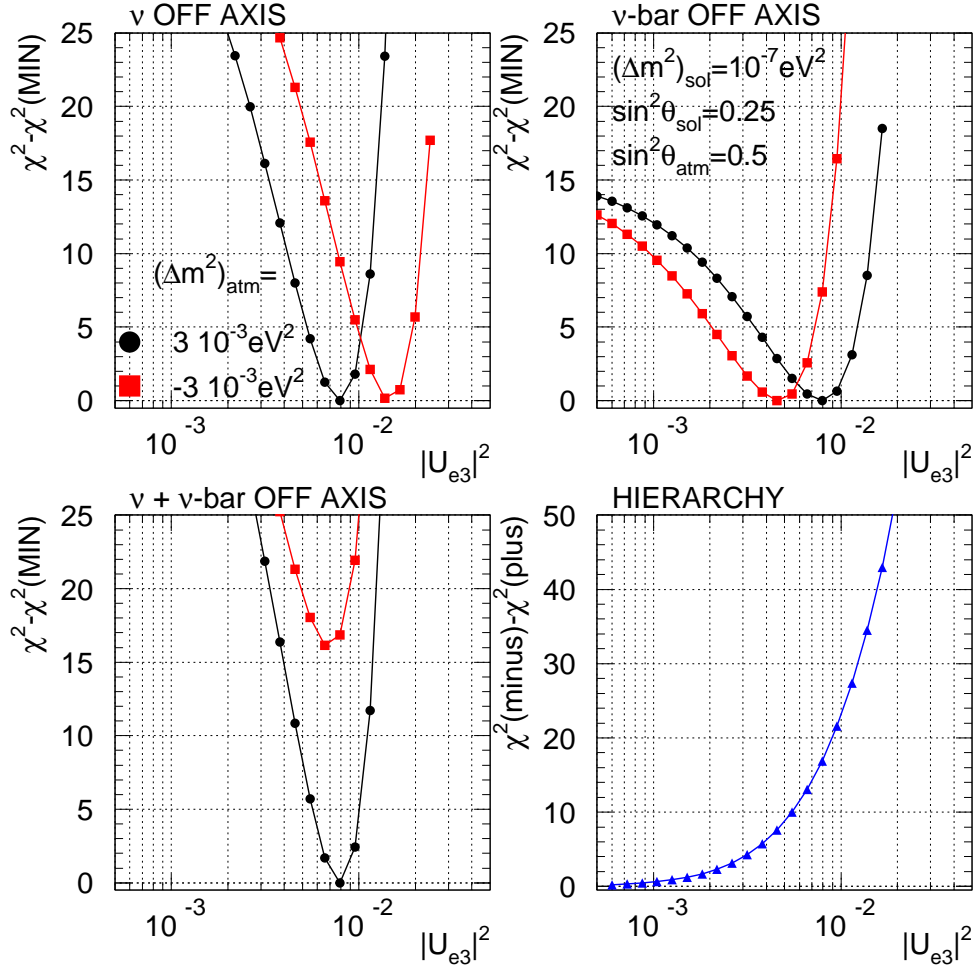 ν OFF AXIS
χ²-χ²(MIN)
25
20
15
10
5
0
(Δm²)atm=
3 10⁻³eV²
-3 10⁻³eV²
10⁻³
10⁻²
|Ue3|²
ν-bar OFF AXIS
χ²-χ²(MIN)
25
20
15
10
5
0
(Δm²)sol=10⁻⁷eV²
sin²θsol=0.25
sin²θatm=0.5
10⁻³
10⁻²
|Ue3|²
ν + ν-bar OFF AXIS
χ²-χ²(MIN)
25
20
15
10
5
0
10⁻³
10⁻²
|Ue3|²
HIERARCHY
χ²(minus)-χ²(plus)
50
40
30
20
10
0
10⁻³
10⁻²
|Ue3|²